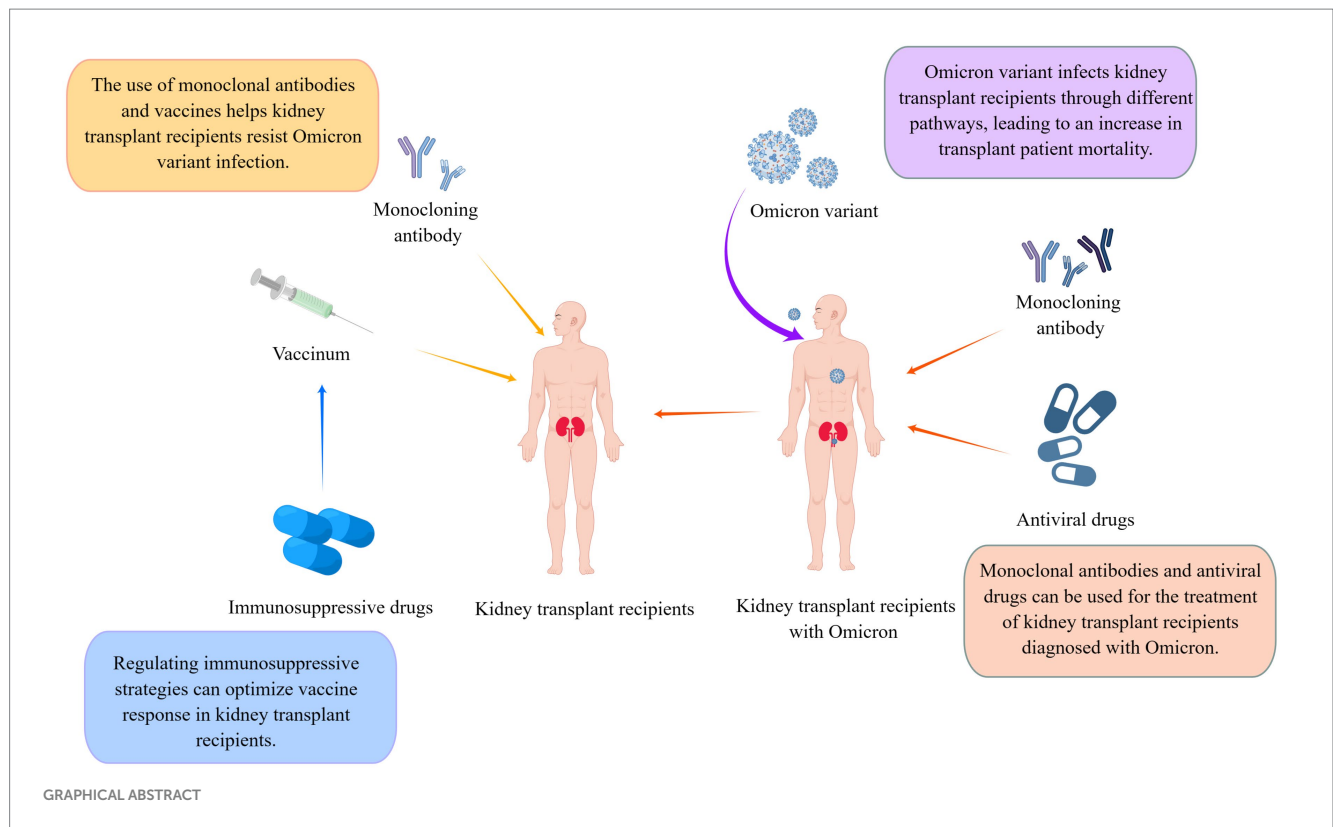 The use of monoclonal antibodies
and vaccines helps kidney
transplant recipients resist Omicron
variant infection.
Monocloning
antibody
Vaccinum
Immunosuppressive drugs
Regulating immunosuppressive
strategies can optimize vaccine
response in kidney transplant
recipients.
Kidney transplant recipients
Omicron variant
Omicron variant infects kidney
transplant recipients through different
pathways, leading to an increase in
transplant patient mortality.
Monocloning
antibody
Antiviral drugs
Kidney transplant recipients
with Omicron
Monoclonal antibodies and antiviral
drugs can be used for the treatment
of kidney transplant recipients
diagnosed with Omicron.
GRAPHICAL ABSTRACT